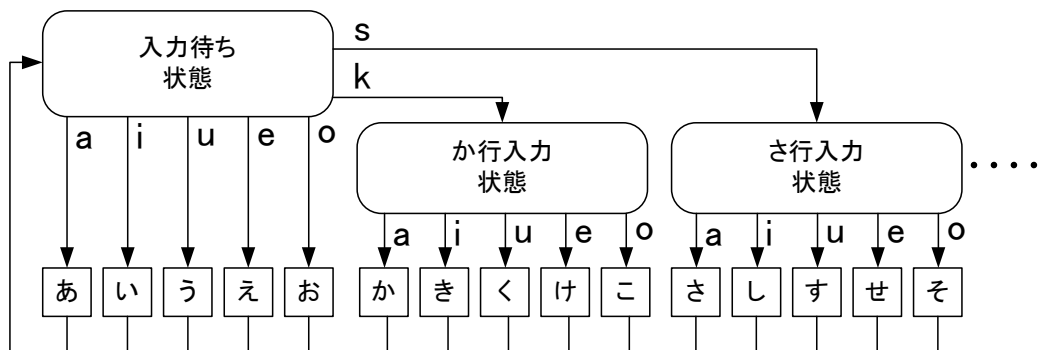 入力待ち
状態
s
k
a i u e o
か行入力
状態
さ行入力
状態
・・・・
a i u e o
a i u e o
あ い う え お か き く け こ さ し す せ そ